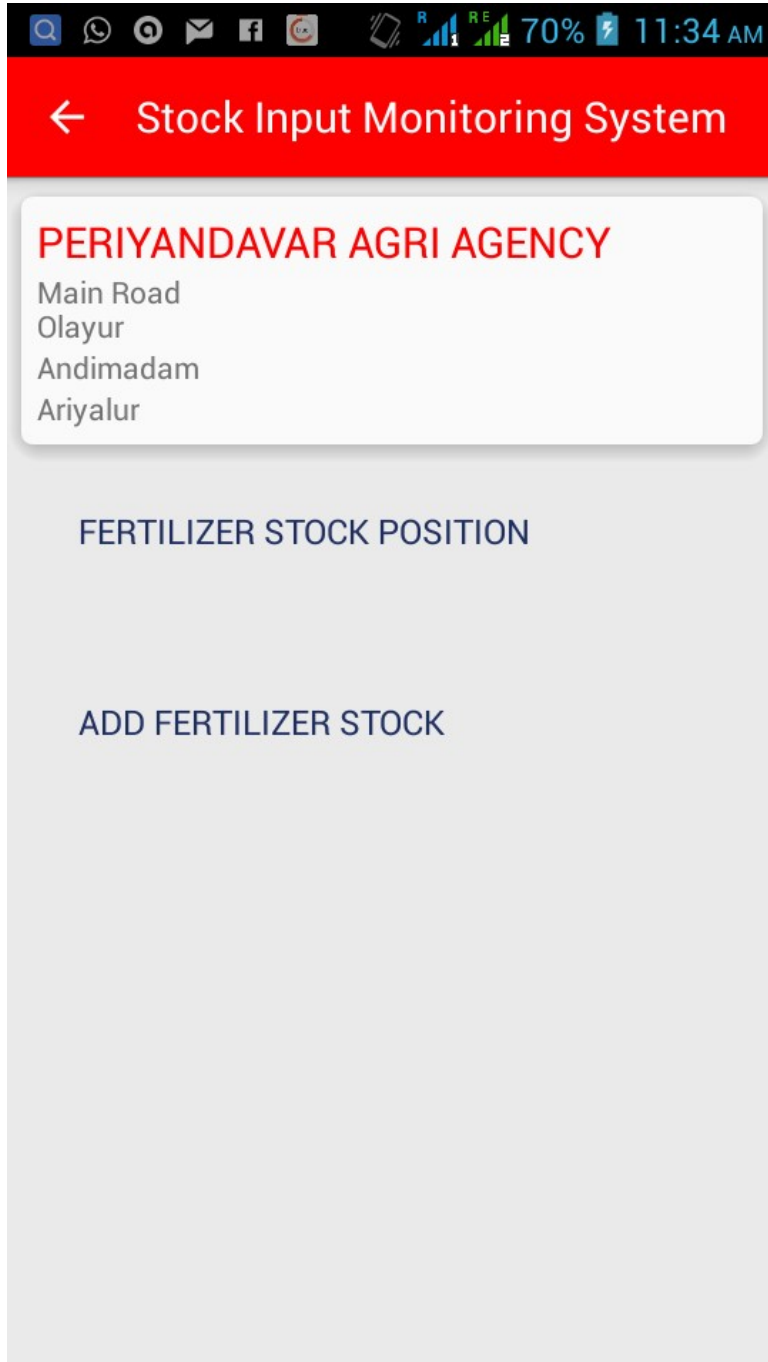 R R E 70% 11:34 AM
Stock Input Monitoring System
PERIYANDAVAR AGRI AGENCY
Main Road
Olayur
Andimadam
Ariyalur
FERTILIZER STOCK POSITION
ADD FERTILIZER STOCK